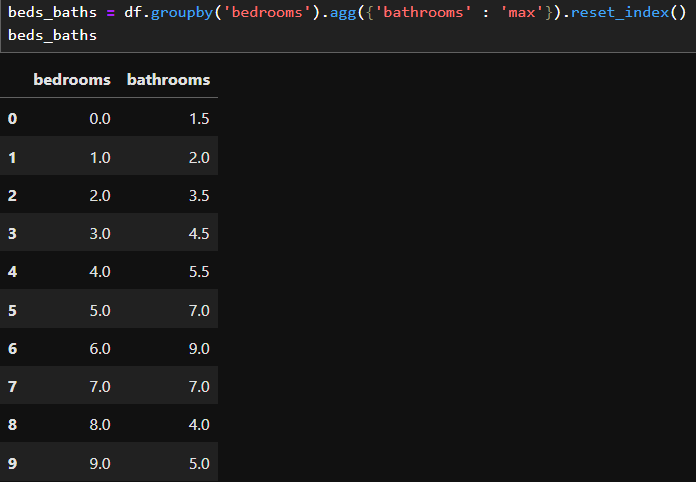 beds_baths = df.groupby('bedrooms').agg({'bathrooms' : 'max'}).reset_index()
beds_baths
bedrooms bathrooms
0 0.0 1.5
1 1.0 2.0
2 2.0 3.5
3 3.0 4.5
4 4.0 5.5
5 5.0 7.0
6 6.0 9.0
7 7.0 7.0
8 8.0 4.0
9 9.0 5.0